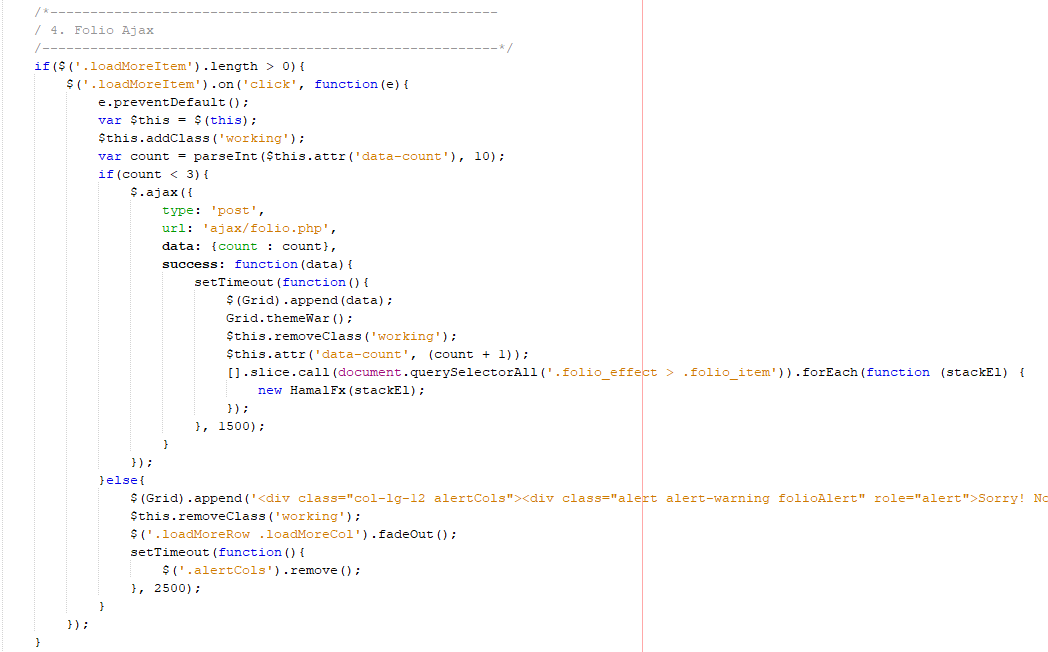 /*--------------------------------------------------------
/ 4. Folio Ajax
/---------------------------------------------------------*/
if($('.loadMoreItem').length > 0){
    $('.loadMoreItem').on('click', function(e){
        e.preventDefault();
        var $this = $(this);
        $this.addClass('working');
        var count = parseInt($this.attr('data-count'), 10);
        if(count < 3){
            $.ajax({
                type: 'post',
                url: 'ajax/folio.php',
                data: {count : count},
                success: function(data){
                    setTimeout(function(){
                        $(Grid).append(data);
                        Grid.themeWar();
                        $this.removeClass('working');
                        $this.attr('data-count', (count + 1));
                        [].slice.call(document.querySelectorAll('.folio_effect > .folio_item')).forEach(function (stackEl) {
                            new HamalFx(stackEl);
                        });
                    }, 1500);
                }
            });
        }else{
            $(Grid).append('<div class="col-lg-12 alertCols"><div class="alert alert-warning folioAlert" role="alert">Sorry! No
            $this.removeClass('working');
            $('.loadMoreRow .loadMoreCol').fadeOut();
            setTimeout(function(){
                $('.alertCols').remove();
            }, 2500);
        }
    });
}